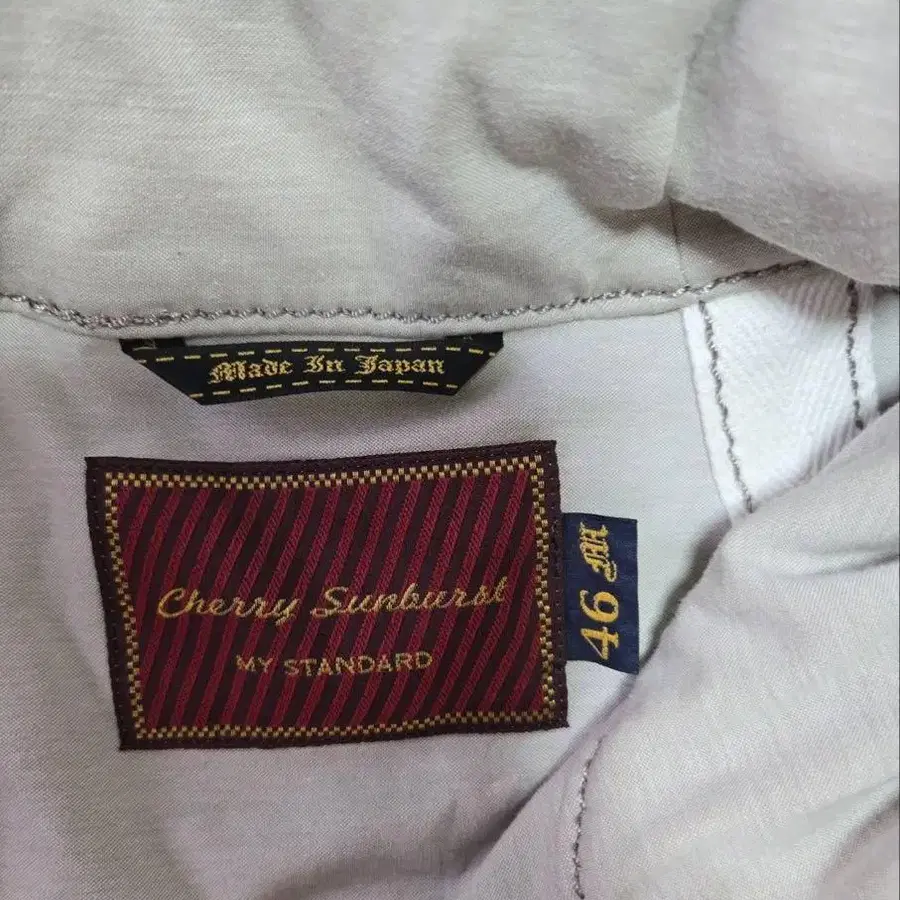 Made In Japan
Cherry Sunburst
MY STANDARD
46 M